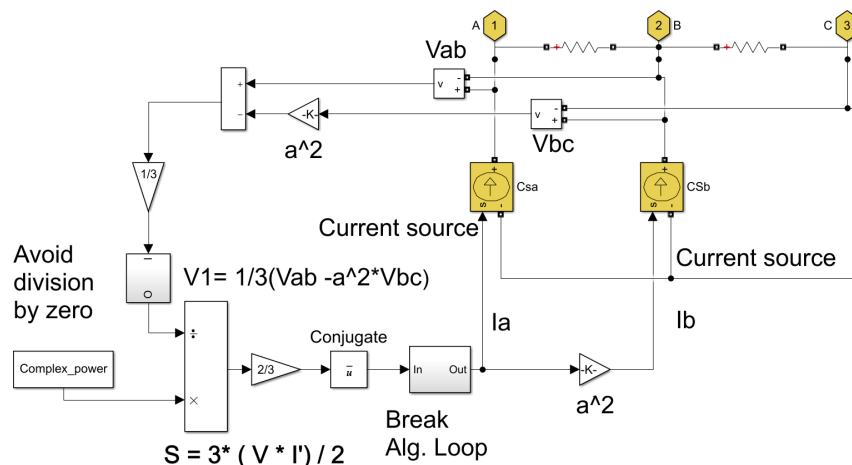 A 1
2 B
C 3
Vab
v - +
v - +
Vbc
+
−
-K-
a^2
1/3
+
s -
Csa
+
s -
CSb
Current source
Current source
Avoid
division
by zero
I
O
V1= 1/3(Vab -a^2*Vbc)
Ia
Ib
÷
×
Complex_power
2/3
Conjugate
u
In Out
-K-
a^2
Break
Alg. Loop
S = 3* ( V * I') / 2